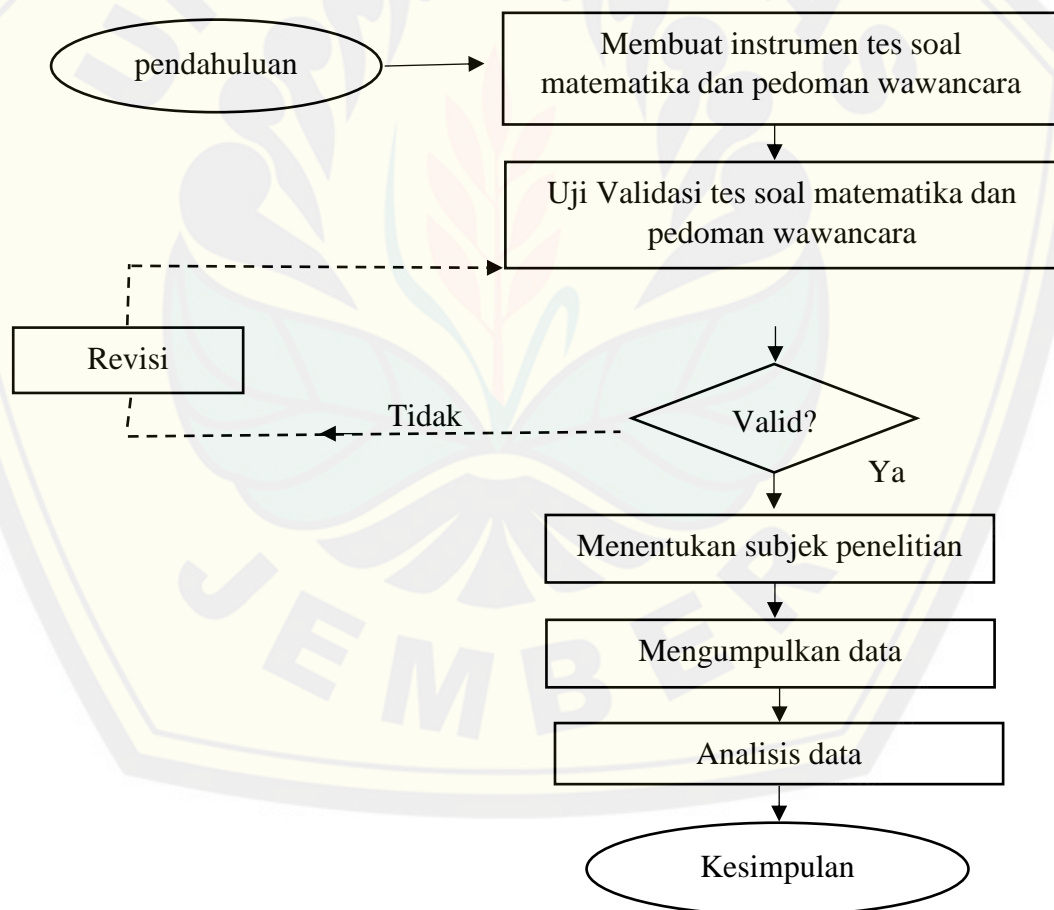 pendahuluan
Membuat instrumen tes soal
matematika dan pedoman wawancara
Uji Validasi tes soal matematika dan
pedoman wawancara
Revisi
Tidak
Valid?
Ya
Menentukan subjek penelitian
Mengumpulkan data
Analisis data
Kesimpulan
JEMBER